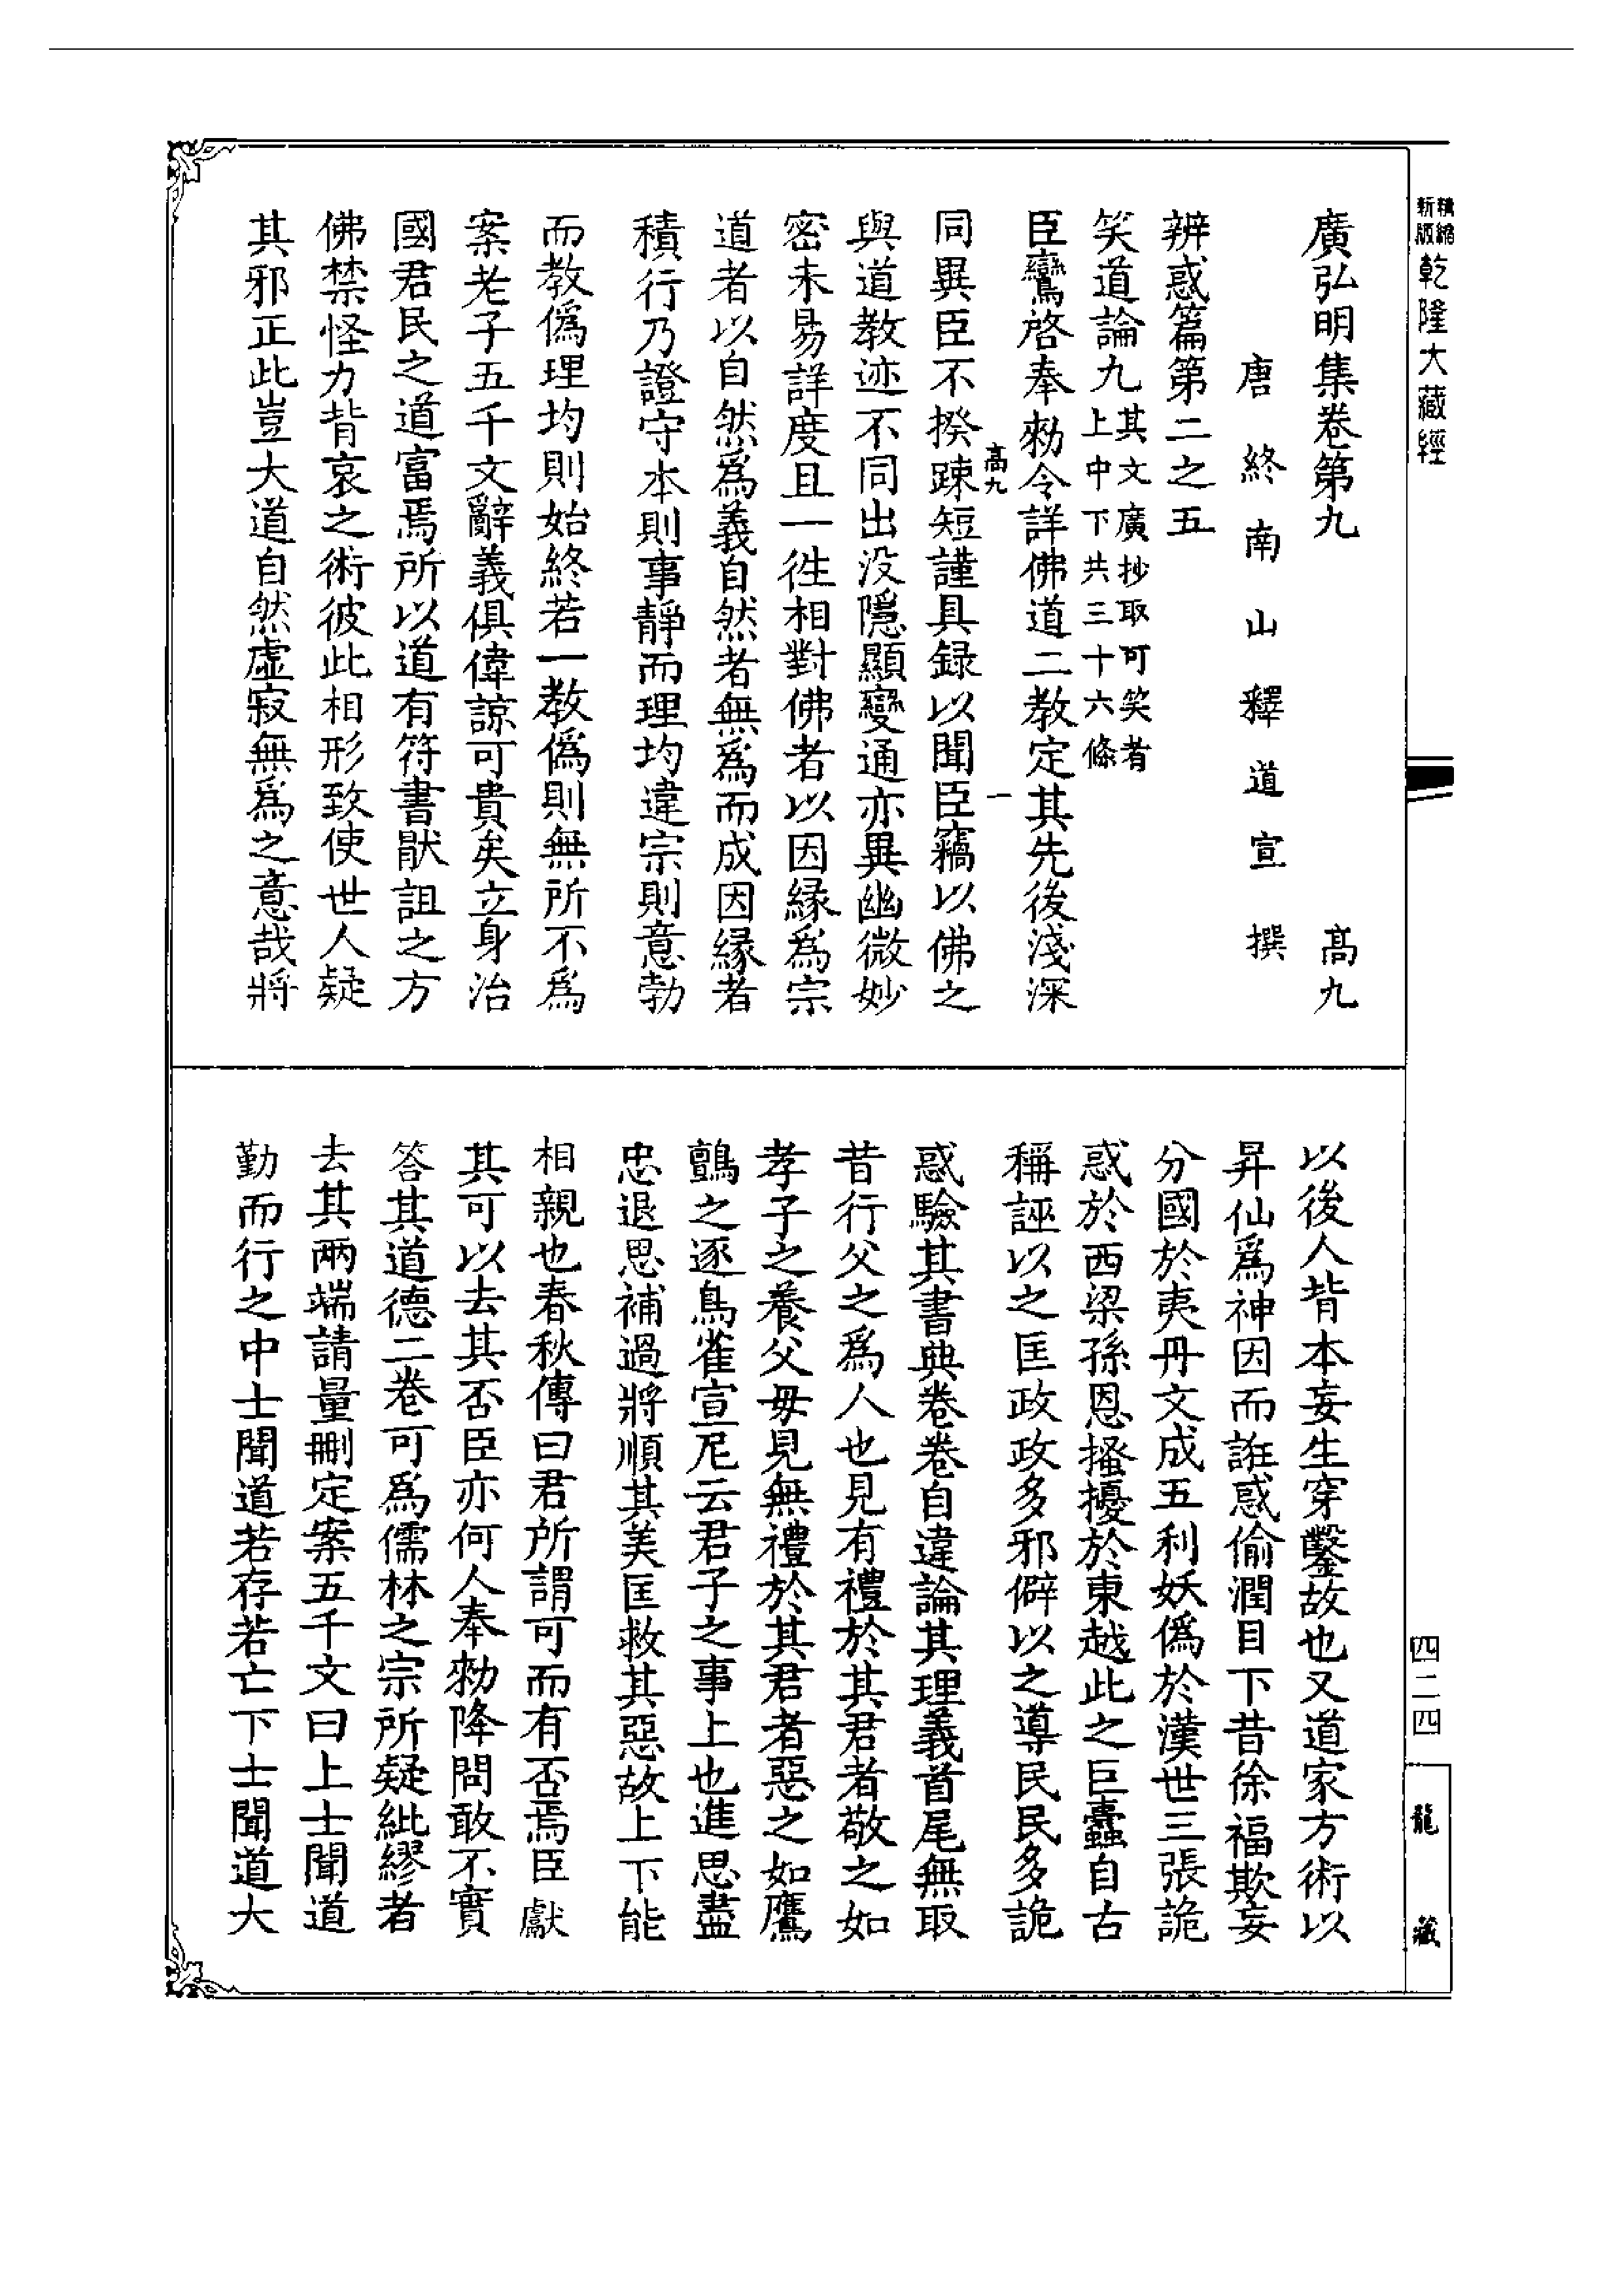 精縮新版乾隆大藏經
廣弘明集卷第九　高九
唐終南山釋道宣撰
辨惑篇第二之五
笑道論九其文廣抄取可笑者上中下共三十六條
臣鸞啓奉勑令詳佛道二教定其先後淺深
高九　一
同異臣不揆踈短謹具録以聞臣竊以佛之
與道教迹不同出没隱顯變通亦異幽微妙
密未易詳度且一徃相對佛者以因緣爲宗
道者以自然爲義自然者無爲而成因緣者
積行乃證守本則事靜而理均違宗則意勃
而教僞理均則始終若一教僞則無所不爲
案老子五千文辭義俱偉諒可貴矣立身治
國君民之道富焉所以道有符書猒詛之方
佛禁怪力背哀之術彼此相形致使世人疑
其邪正此豈大道自然虛寂無爲之意哉將
以後人背本妄生穿鑿故也又道家方術以
昇仙爲神因而誑惑偷潤目下昔徐福欺妄
分國於夷丹文成五利妖僞於漢世三張詭
惑於西梁孫恩搔擾於東越此之巨蠹自古
稱誣以之匡政政多邪僻以之導民民多詭
惑驗其書典卷卷自違論其理義首尾無取
昔行父之爲人也見有禮於其君者敬之如
孝子之養父母見無禮於其君者惡之如鷹
鸇之逐鳥雀宣尼云君子之事上也進思盡
忠退思補過將順其美匡救其惡故上下能
相親也春秋傳曰君所謂可而有否焉臣獻
其可以去其否臣亦何人奉勑降問敢不實
答其道德二卷可爲儒林之宗所疑紕繆者
去其兩端請量刪定案五千文曰上士聞道
勤而行之中士聞道若存若亡下士聞道大
四二四
龍藏